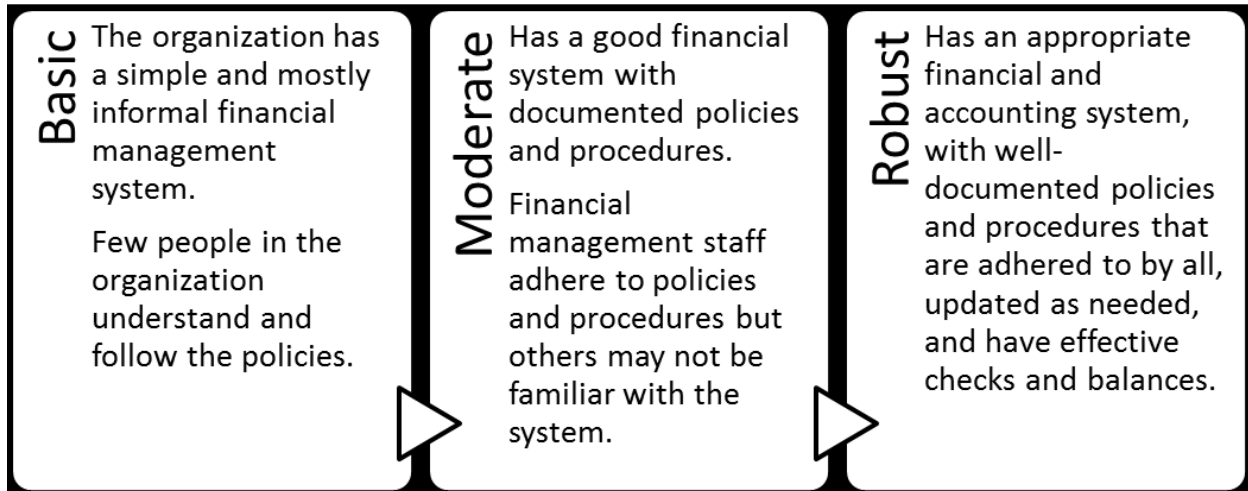 Basic
The organization has
a simple and mostly
informal financial
management
system.
Few people in the
organization
understand and
follow the policies.
Moderate
Has a good financial
system with
documented policies
and procedures.
Financial
management staff
adhere to policies
and procedures but
others may not be
familiar with the
system.
Robust
Has an appropriate
financial and
accounting system,
with well-
documented policies
and procedures that
are adhered to by all,
updated as needed,
and have effective
checks and balances.